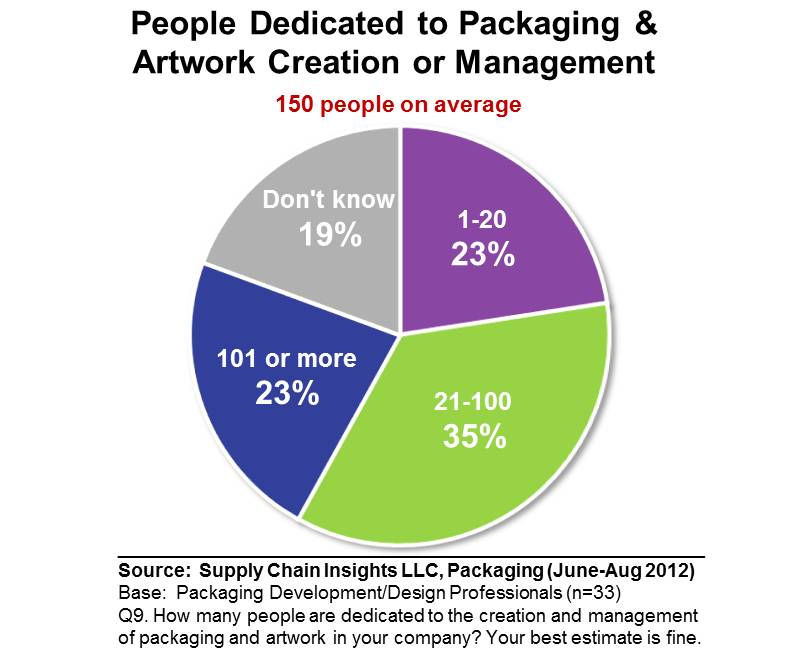 People Dedicated to Packaging &
Artwork Creation or Management
150 people on average
Don't know
19%
1-20
23%
101 or more
23%
21-100
35%
Source: Supply Chain Insights LLC, Packaging (June-Aug 2012)
Base: Packaging Development/Design Professionals (n=33)
Q9. How many people are dedicated to the creation and management
of packaging and artwork in your company? Your best estimate is fine.